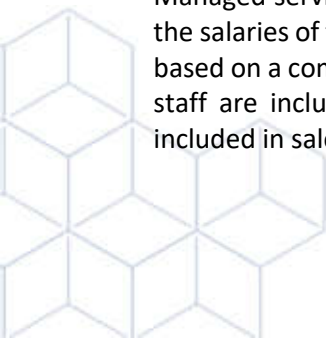 Managed servi
the salaries of
based on a con
staff are inclu
included in sal